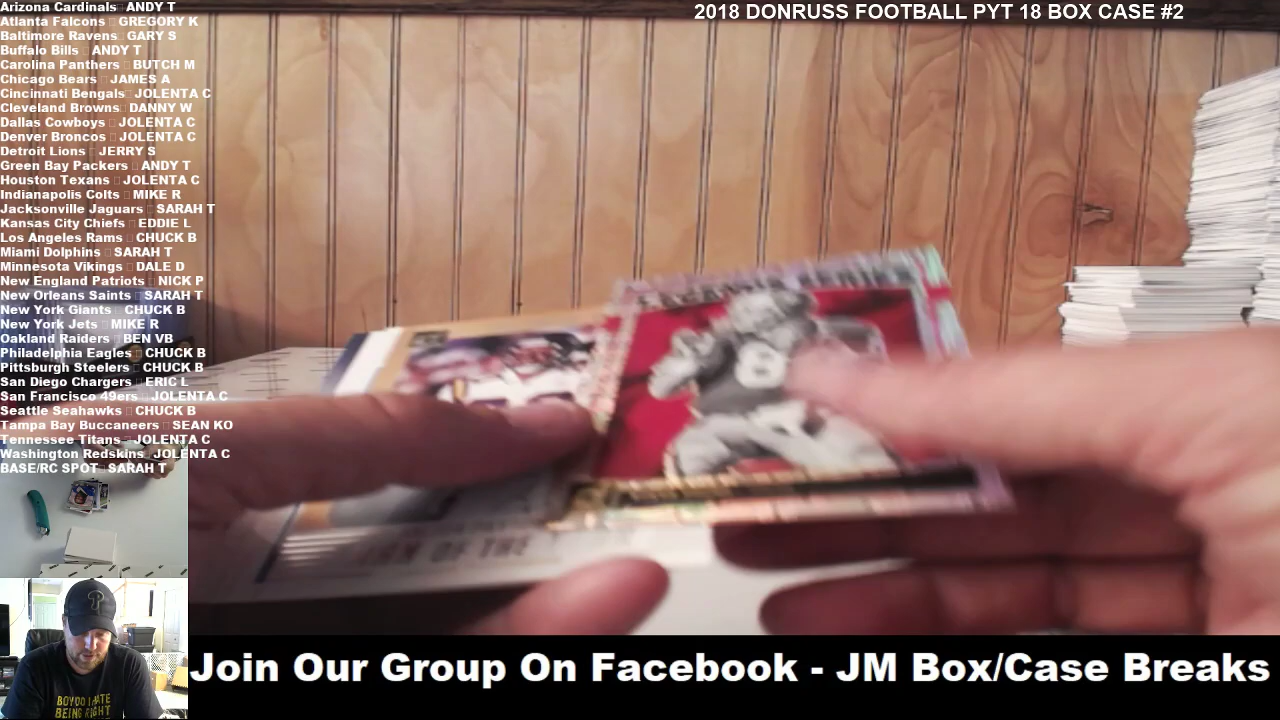 Arizona Cardinals ANDY T
2018 DONRUSS FOOTBALL PYT 18 BOX CASE #2
Atlanta Falcons GREGORY K
Baltimore Ravens GARY S
Buffalo Bills ANDY T
Carolina Panthers BUTCH M
Chicago Bears JAMES A
Cincinnati Bengals JOLENTA C
Cleveland Browns DANNY W
Dallas Cowboys JOLENTA C
Denver Broncos JOLENTA C
Detroit Lions JERRY S
Green Bay Packers ANDY T
Houston Texans JOLENTA C
Indianapolis Colts MIKE R
Jacksonville Jaguars SARAH T
Kansas City Chiefs EDDIE L
Los Angeles Rams CHUCK B
Miami Dolphins SARAH T
Minnesota Vikings DALE D
New England Patriots NICK P
New Orleans Saints SARAH T
New York Giants CHUCK B
New York Jets MIKE R
Oakland Raiders BEN VB
Philadelphia Eagles CHUCK B
Pittsburgh Steelers CHUCK B
San Diego Chargers ERIC L
San Francisco 49ers JOLENTA C
Seattle Seahawks CHUCK B
Tampa Bay Buccaneers SEAN KO
Tennessee Titans JOLENTA C
Washington Redskins JOLENTA C
BASE/RC SPOT SARAH T
SERIES
8
OF THE
BEING RIGHT
Join Our Group On Facebook - JM Box/Case Breaks